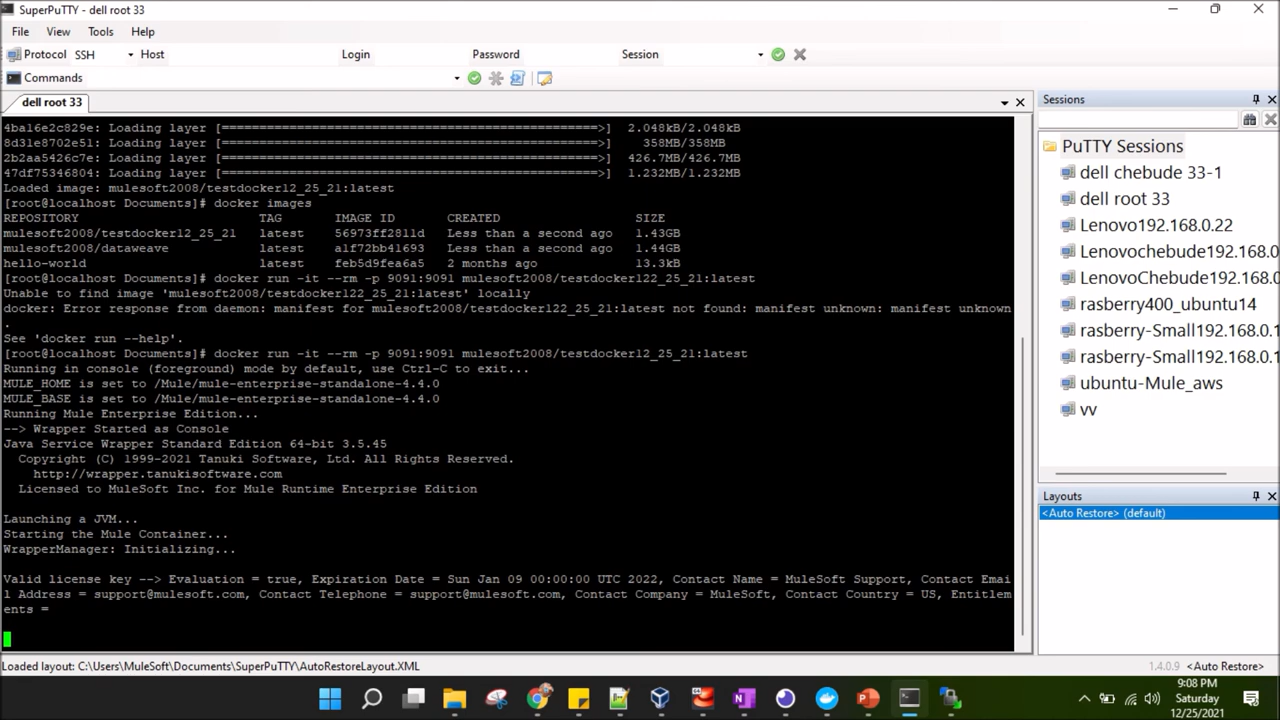 SuperPuTTY - dell root 33
File View Tools Help
Protocol SSH Host Login Password Session
Commands
dell root 33
4ba16e2c829e: Loading layer [==================================================>] 2.048kB/2.048kB
8d31e8702e51: Loading layer [==================================================>] 358MB/358MB
2b2aa5426c7e: Loading layer [==================================================>] 426.7MB/426.7MB
47df75346804: Loading layer [==================================================>] 1.232MB/1.232MB
Loaded image: mulesoft2008/testdocker12_25_21:latest
[root@localhost Documents]# docker images
REPOSITORY TAG IMAGE ID CREATED SIZE
mulesoft2008/testdocker12_25_21 latest 56973ff2811d Less than a second ago 1.43GB
mulesoft2008/dataweave latest a1f72bb41693 Less than a second ago 1.44GB
hello-world latest feb5d9fea6a5 2 months ago 13.3kB
[root@localhost Documents]# docker run -it --rm -p 9091:9091 mulesoft2008/testdocker122_25_21:latest
Unable to find image 'mulesoft2008/testdocker122_25_21:latest' locally
docker: Error response from daemon: manifest for mulesoft2008/testdocker122_25_21:latest not found: manifest unknown: manifest unknown
.
See 'docker run --help'.
[root@localhost Documents]# docker run -it --rm -p 9091:9091 mulesoft2008/testdocker12_25_21:latest
Running in console (foreground) mode by default, use Ctrl-C to exit...
MULE_HOME is set to /Mule/mule-enterprise-standalone-4.4.0
MULE_BASE is set to /Mule/mule-enterprise-standalone-4.4.0
Running Mule Enterprise Edition...
--> Wrapper Started as Console
Java Service Wrapper Standard Edition 64-bit 3.5.45
Copyright (C) 1999-2021 Tanuki Software, Ltd. All Rights Reserved.
http://wrapper.tanukisoftware.com
Licensed to MuleSoft Inc. for Mule Runtime Enterprise Edition
Launching a JVM...
Starting the Mule Container...
WrapperManager: Initializing...
Valid license key --> Evaluation = true, Expiration Date = Sun Jan 09 00:00:00 UTC 2022, Contact Name = MuleSoft Support, Contact Emai
l Address = support@mulesoft.com, Contact Telephone = support@mulesoft.com, Contact Company = MuleSoft, Contact Country = US, Entitlem
ents =
Sessions
PuTTY Sessions
dell chebude 33-1
dell root 33
Lenovo192.168.0.22
Lenovochebude192.168.0.
LenovoChebude192.168.0.
rasberry400_ubuntu14
rasberry-Small192.168.0.1
rasberry-Small192.168.0.1
ubuntu-Mule_aws
vv
Layouts
<Auto Restore> (default)
Loaded layout: C:\Users\MuleSoft\Documents\SuperPuTTY\AutoRestoreLayout.XML
1.4.0.9 <Auto Restore>
9:08 PM
Saturday
12/25/2021